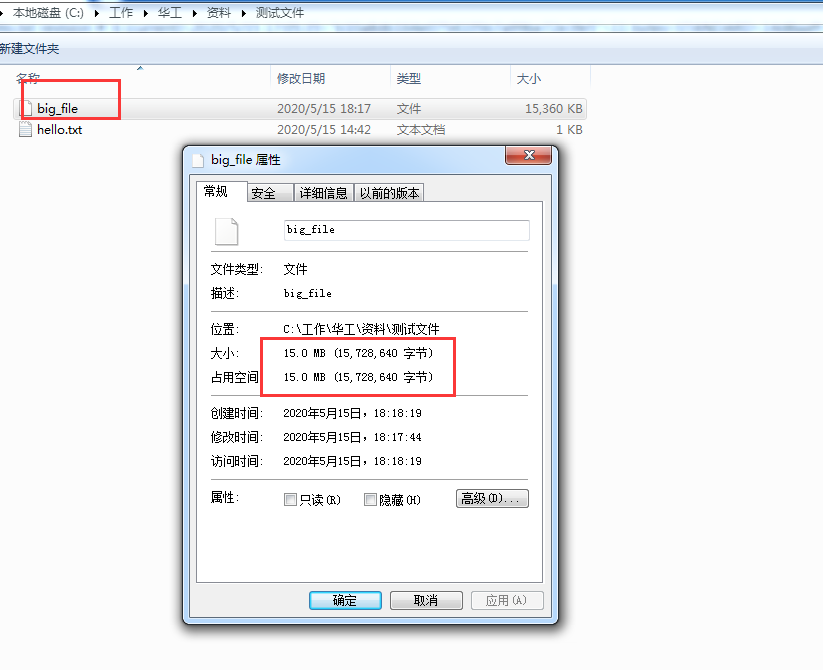 本地磁盘 (C:) 工作 华工 资料 测试文件
新建文件夹
名称 修改日期 类型 大小
big_file 2020/5/15 18:17 文件 15,360 KB
hello.txt 2020/5/15 14:42 文本文档 1 KB
big_file 属性
常规 安全 详细信息 以前的版本
big_file
文件类型: 文件
描述: big_file
位置: C:\工作\华工\资料\测试文件
大小: 15.0 MB (15,728,640 字节)
占用空间 15.0 MB (15,728,640 字节)
创建时间: 2020年5月15日，18:18:19
修改时间: 2020年5月15日，18:17:44
访问时间: 2020年5月15日，18:18:19
属性: 只读(R) 隐藏(H) 高级(D)...
确定 取消 应用(A)